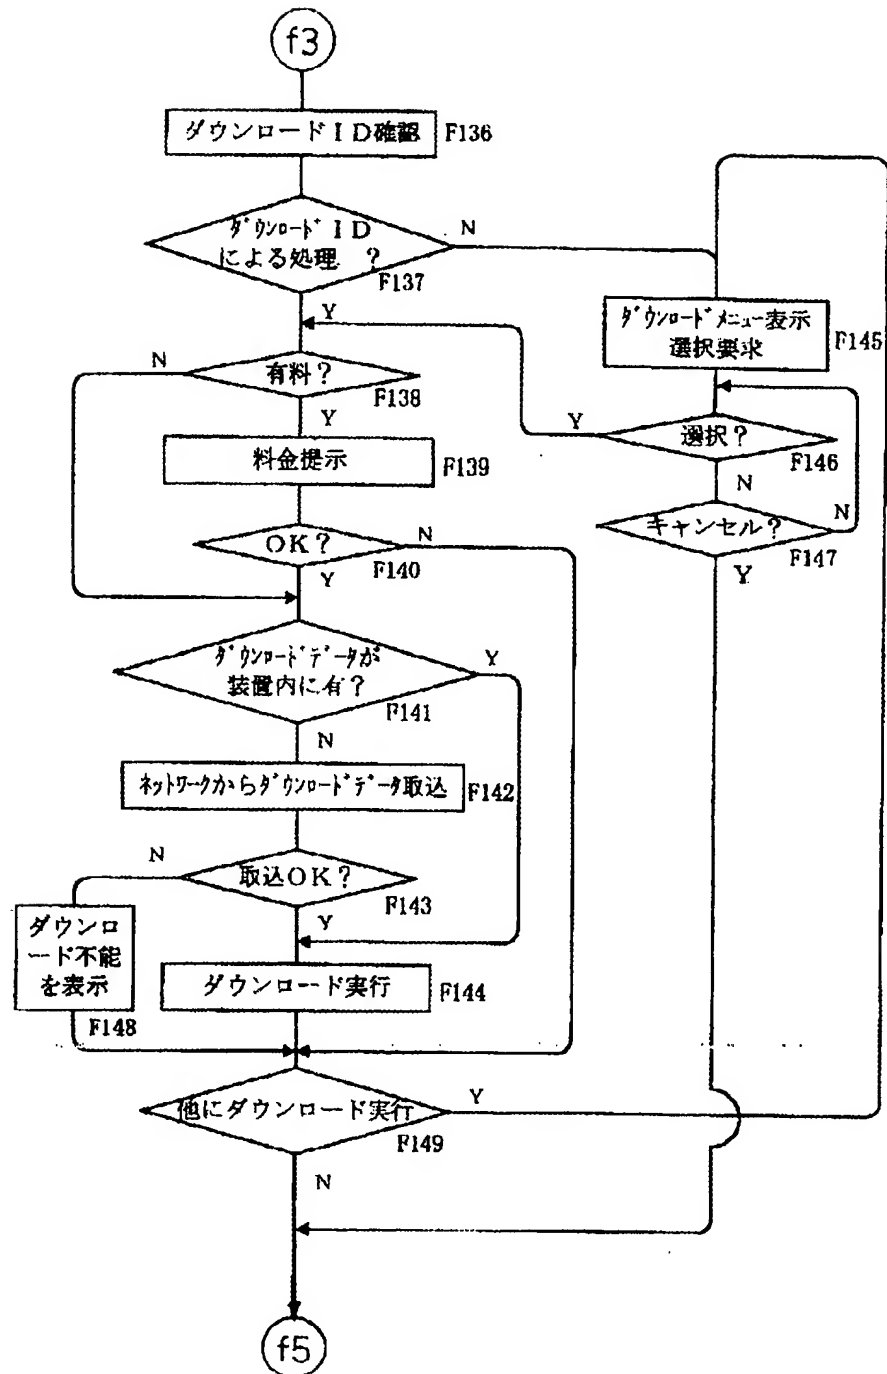 f3
ダウンロードID確認
F136
ダウンロードID
による処理 ?
F137
N
Y
ダウンロードメニュー表示
選択要求
F145
N
有料?
F138
Y
Y
選択?
F146
料金提示
F139
N
N
キャンセル?
F147
OK?
N
F140
Y
Y
ダウンロードデータが
装置内に有?
Y
F141
N
ネットワークからダウンロードデータ取込
F142
N
取込OK?
F143
Y
ダウンロ
ード不能
を表示
F148
ダウンロード実行
F144
他にダウンロード実行
Y
F149
N
f5